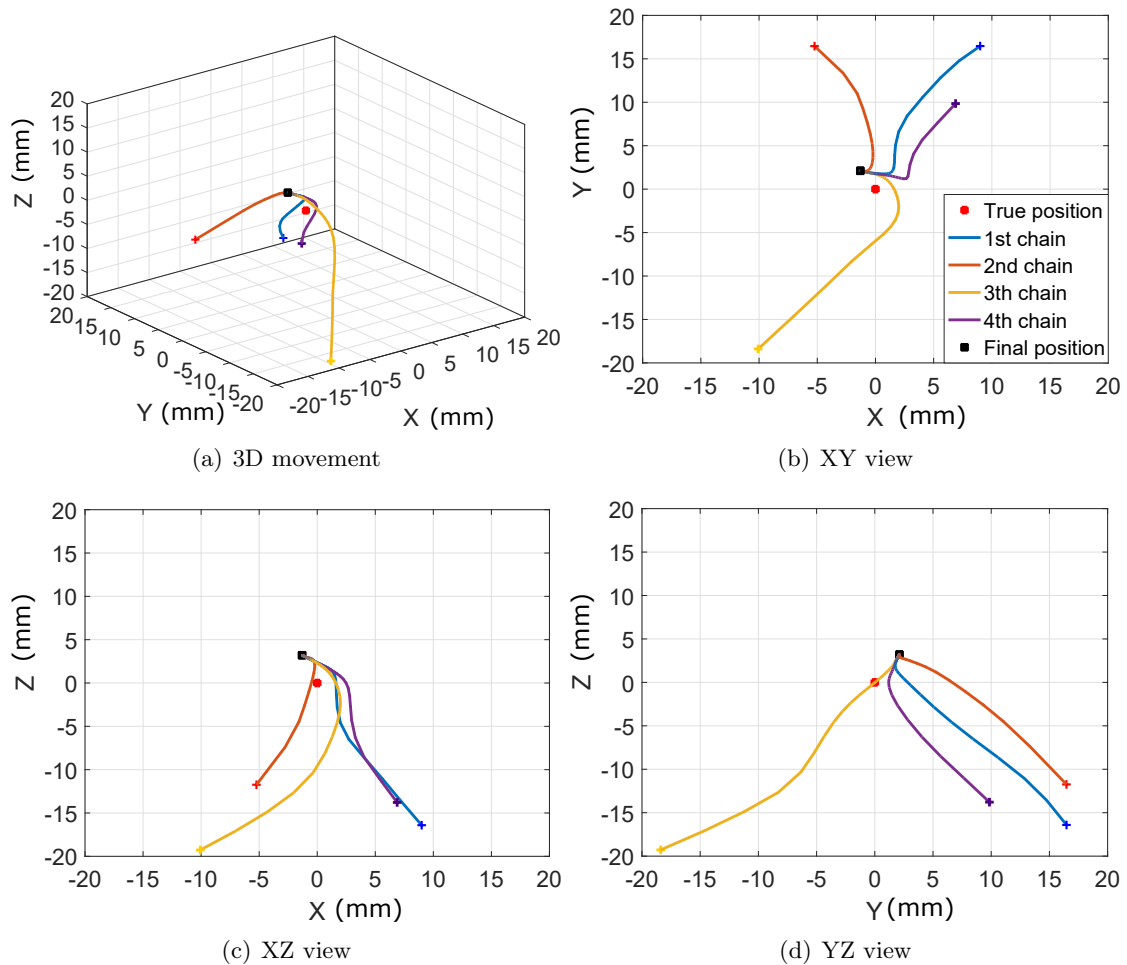 20
15
10
5
0
-5
-10
-15
-20
Z (mm)
20
15
10
5
0
-5
-10
-15
-20
Y (mm)
-20
-15
-10
-5
0
5
10
15
20
X (mm)
(a) 3D movement
20
15
10
5
0
-5
-10
-15
-20
Y (mm)
True position
1st chain
2nd chain
3th chain
4th chain
Final position
-20 -15 -10 -5 0 5 10 15 20
X (mm)
(b) XY view
20
15
10
5
0
-5
-10
-15
-20
Z (mm)
-20 -15 -10 -5 0 5 10 15 20
X (mm)
(c) XZ view
20
15
10
5
0
-5
-10
-15
-20
Z (mm)
-20 -15 -10 -5 0 5 10 15 20
Y (mm)
(d) YZ view